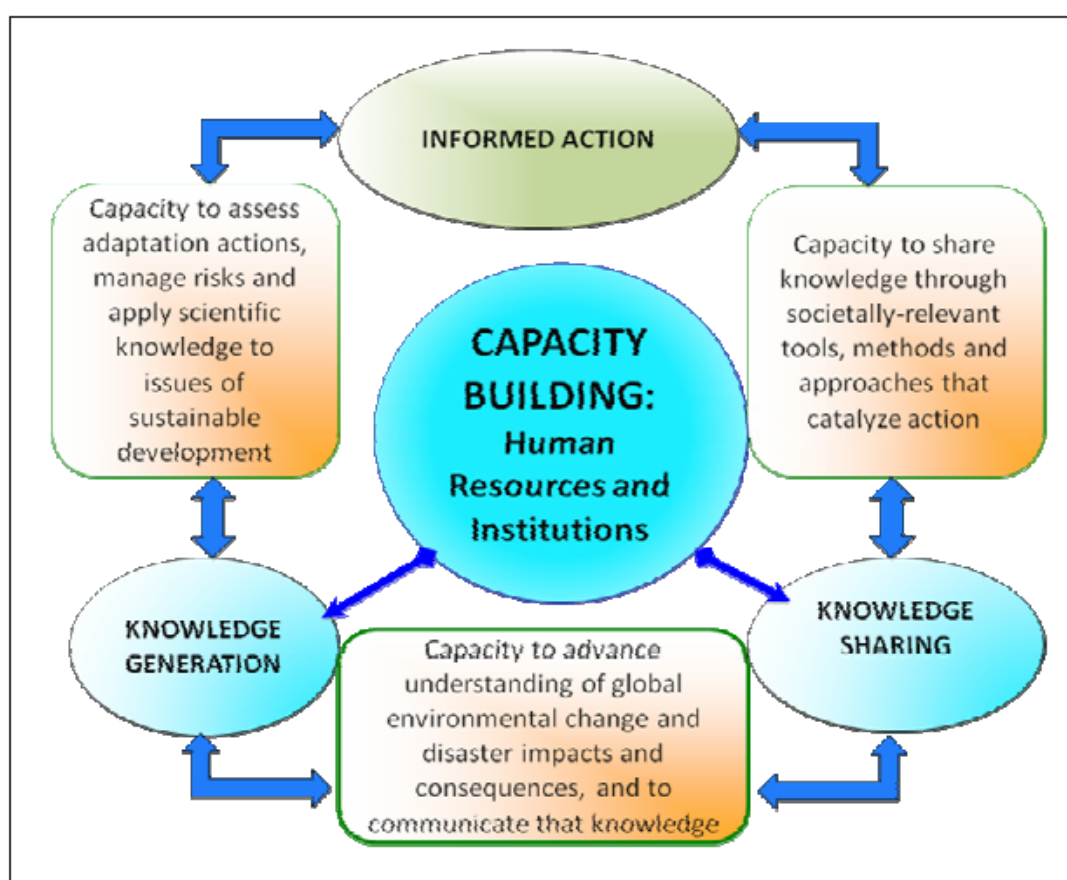 INFORMED ACTION
Capacity to assess
adaptation actions,
manage risks and
apply scientific
knowledge to
issues of
sustainable
development
CAPACITY
BUILDING:
Human
Resources and
Institutions
Capacity to share
knowledge through
societally-relevant
tools, methods and
approaches that
catalyze action
KNOWLEDGE
GENERATION
Capacity to advance
understanding of global
environmental change and
disaster impacts and
consequences, and to
communicate that knowledge
KNOWLEDGE
SHARING